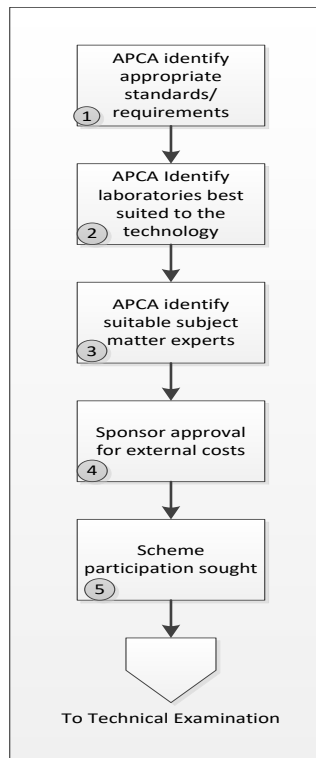 APCA identify
appropriate
standards/
requirements
1
APCA Identify
laboratories best
suited to the
technology
2
APCA identify
suitable subject
matter experts
3
Sponsor approval
for external costs
4
Scheme
participation sought
5
To Technical Examination